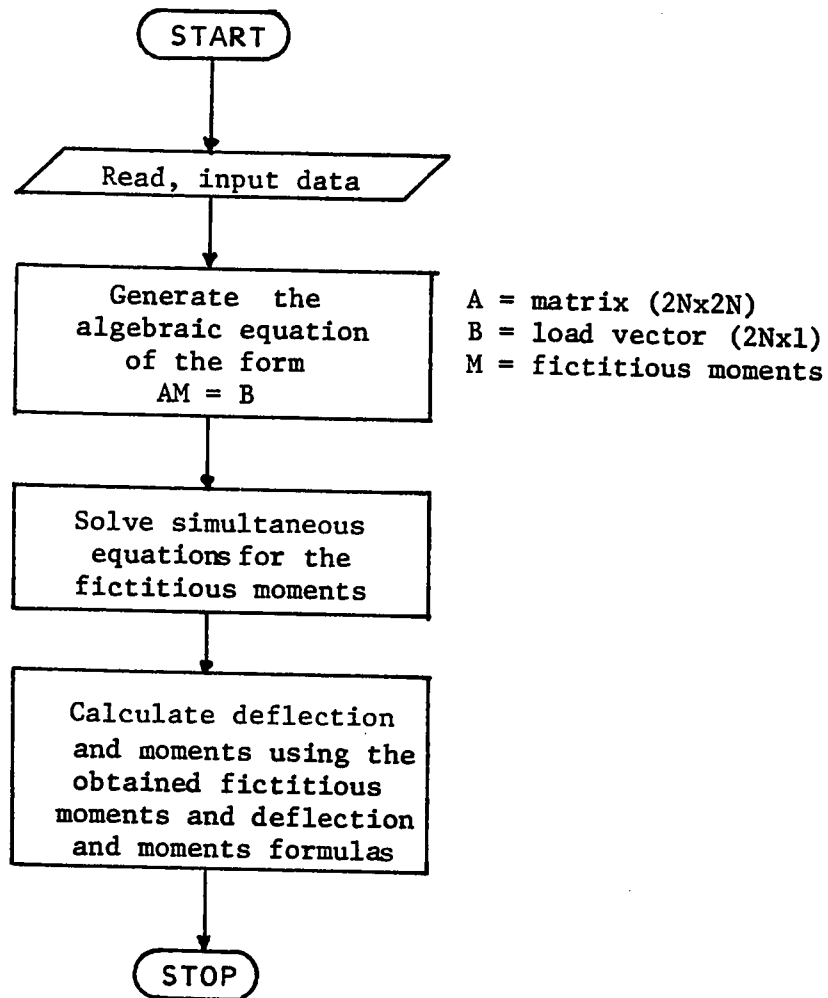 START
Read, input data
Generate the
algebraic equation
of the form
AM = B
A = matrix (2Nx2N)
B = load vector (2Nx1)
M = fictitious moments
Solve simultaneous
equations for the
fictitious moments
Calculate deflection
and moments using the
obtained fictitious
moments and deflection
and moments formulas
STOP